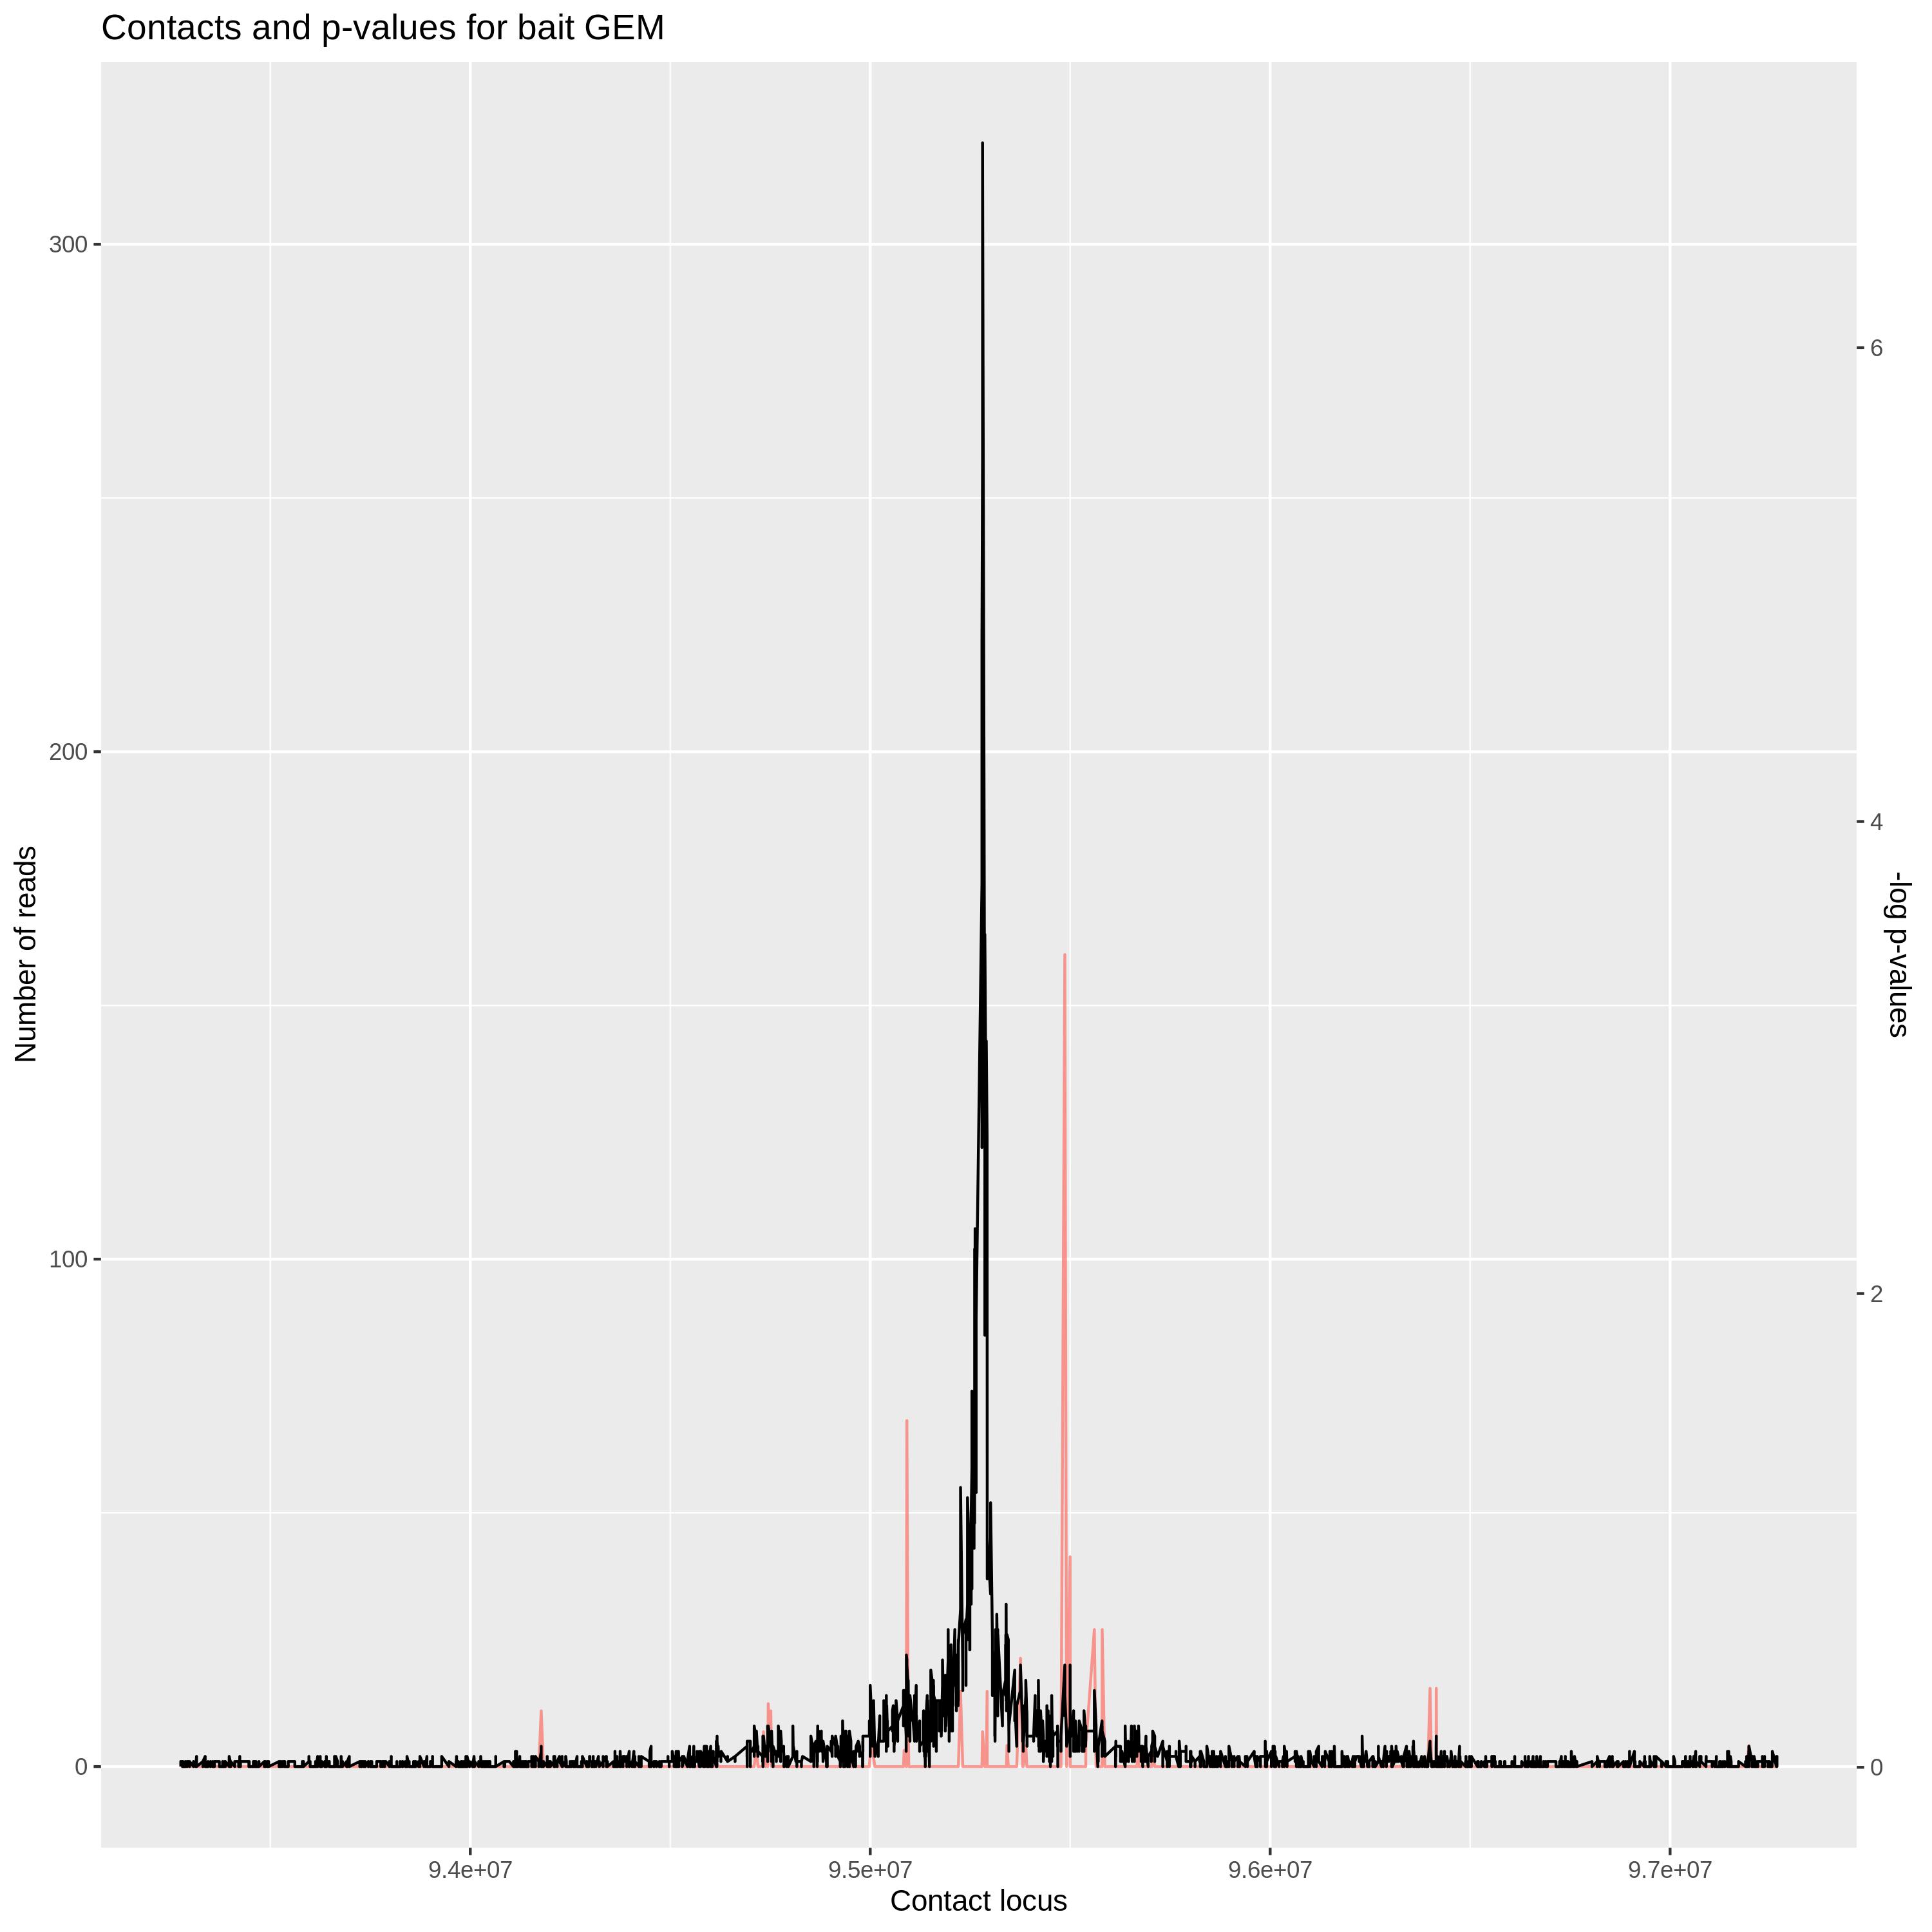 Contacts and p-values for bait GEM
300
200
100
0
Number of reads
6
4
2
0
-log p-values
9.4e+07
9.5e+07
9.6e+07
9.7e+07
Contact locus